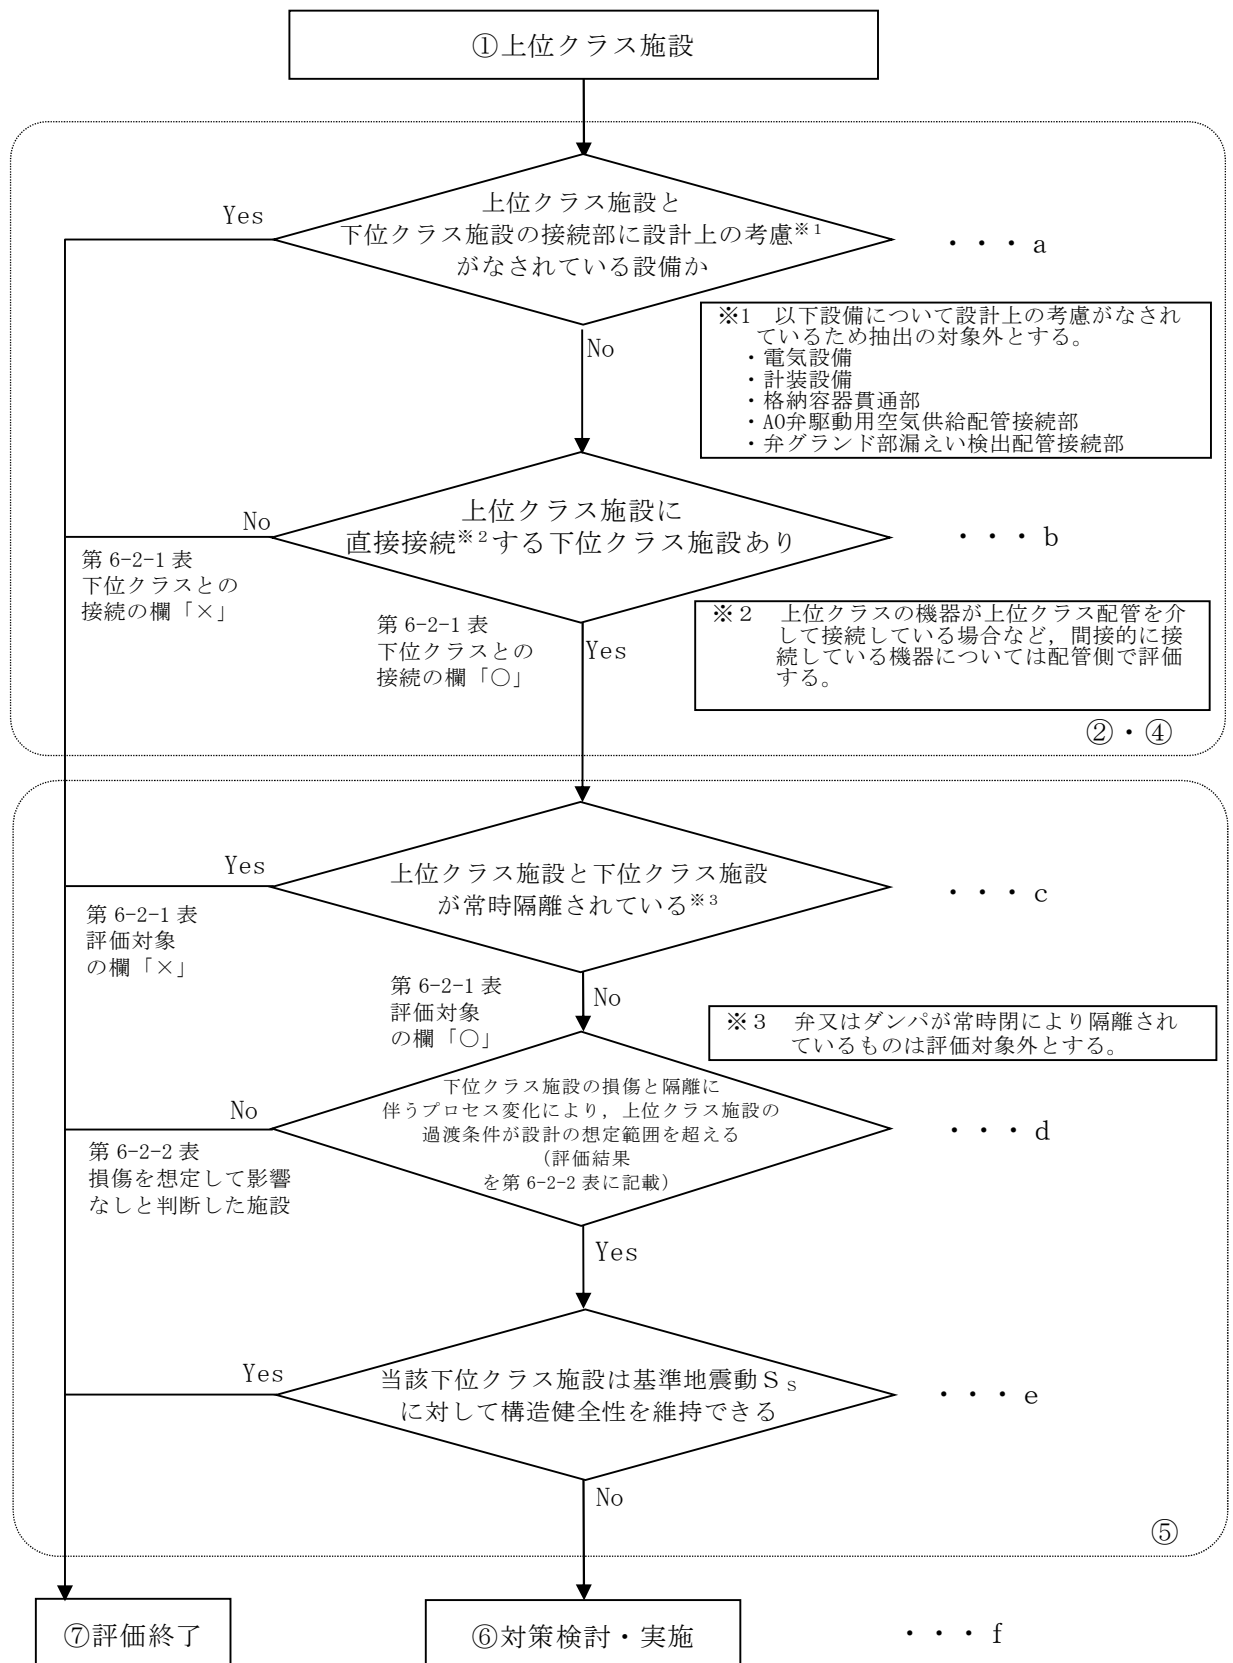 ①上位クラス施設
上位クラス施設と
下位クラス施設の接続部に設計上の考慮※1
がなされている設備か
Yes
・・・a
No
※1 以下設備について設計上の考慮がなされ
ているため抽出の対象外とする。
・電気設備
・計装設備
・格納容器貫通部
・AO弁駆動用空気供給配管接続部
・弁グランド部漏えい検出配管接続部
上位クラス施設に
直接接続※2する下位クラス施設あり
No
・・・b
第 6-2-1 表
下位クラスとの
接続の欄「×」
第 6-2-1 表
下位クラスとの
接続の欄「○」
Yes
※2 上位クラスの機器が上位クラス配管を介
して接続している場合など，間接的に接
続している機器については配管側で評価
する。
②・④
上位クラス施設と下位クラス施設
が常時隔離されている※3
Yes
・・・c
第 6-2-1 表
評価対象
の欄「×」
第 6-2-1 表
評価対象
の欄「○」
No
※3 弁又はダンパが常時閉により隔離され
ているものは評価対象外とする。
下位クラス施設の損傷と隔離に
伴うプロセス変化により，上位クラス施設の
過渡条件が設計の想定範囲を超える
（評価結果
を第 6-2-2 表に記載）
No
・・・d
第 6-2-2 表
損傷を想定して影響
なしと判断した施設
Yes
当該下位クラス施設は基準地震動Ｓs
に対して構造健全性を維持できる
Yes
・・・e
No
⑤
⑦評価終了
⑥対策検討・実施
・・・f